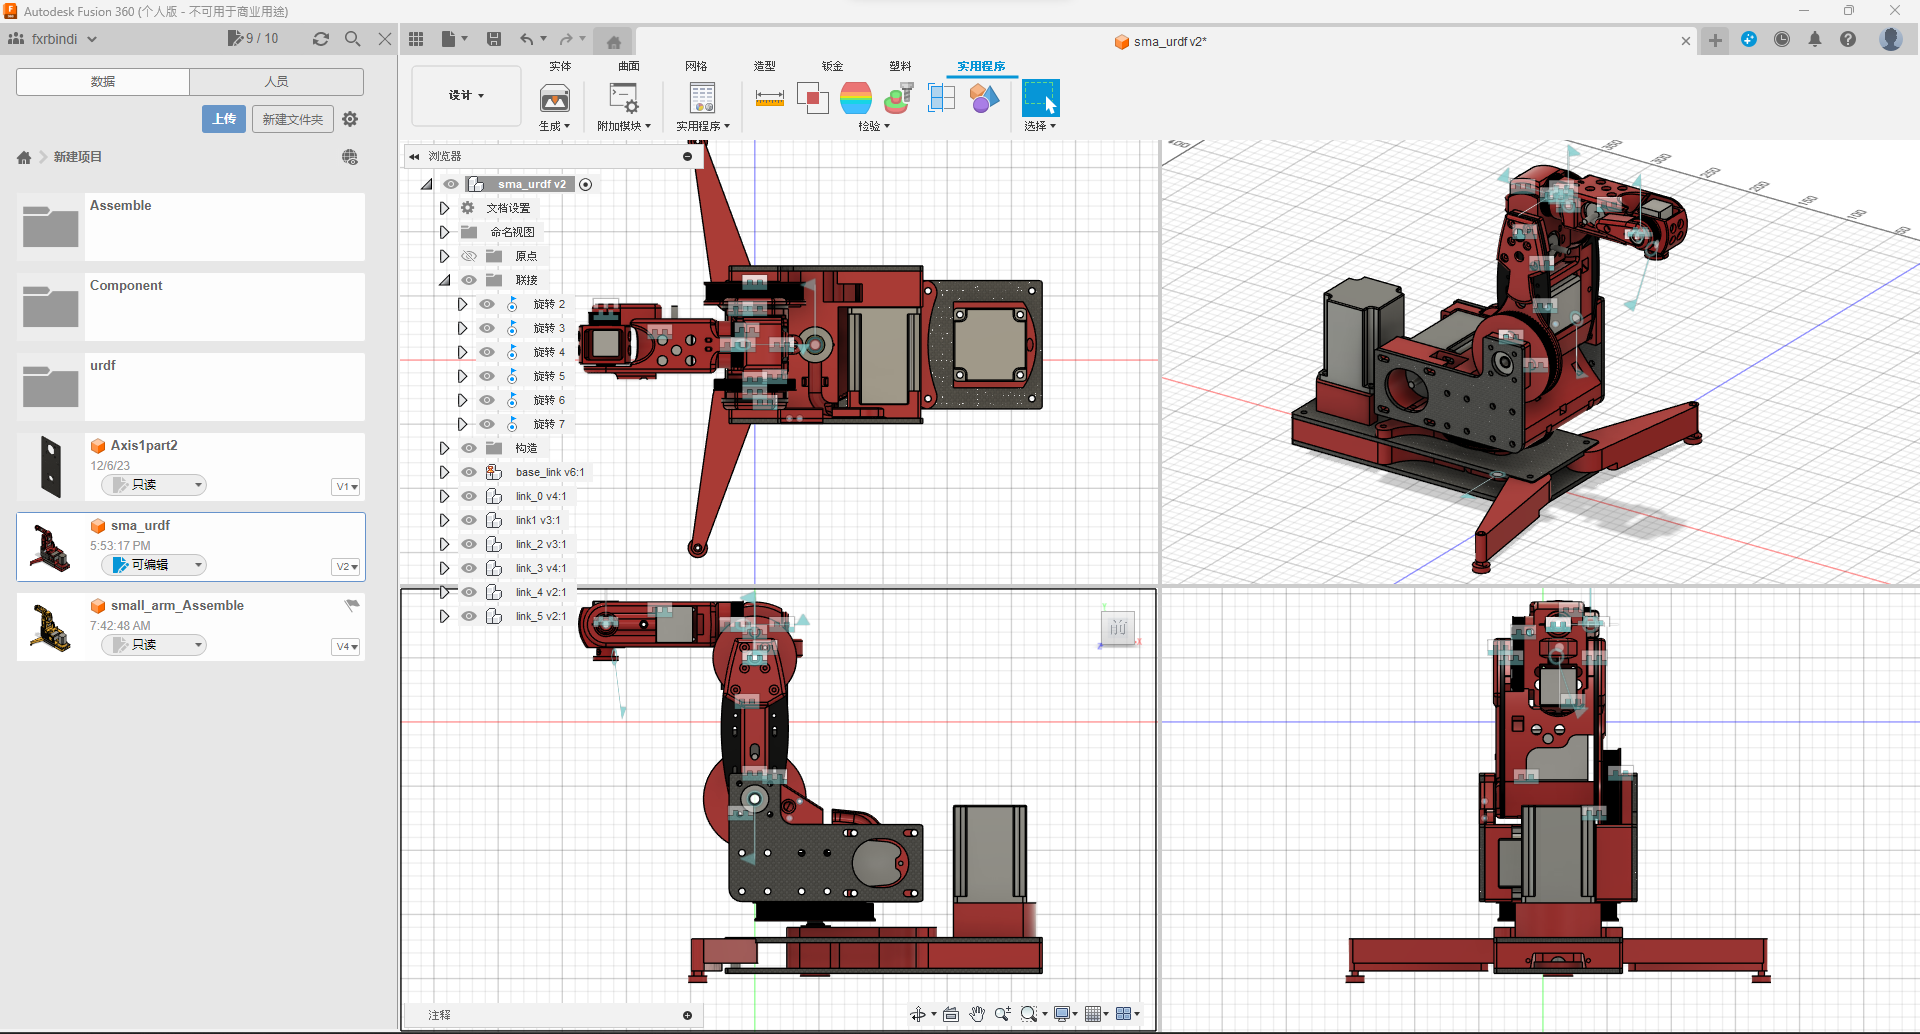 Autodesk Fusion 360 (个人版 - 不可用于商业用途)
fxrbindi
9 / 10
sma_urdf v2*
数据
人员
上传
新建文件夹
新建项目
Assemble
Component
urdf
Axis1part2
12/6/23
只读
V1
sma_urdf
5:53:17 PM
可编辑
V2
small_arm_Assemble
7:42:48 AM
只读
V4
实体
曲面
网格
造型
钣金
塑料
实用程序
设计
生成
附加模块
实用程序
检验
选择
浏览器
sma_urdf v2
文档设置
命名视图
原点
联接
旋转 2
旋转 3
旋转 4
旋转 5
旋转 6
旋转 7
构造
base_link v6:1
link_0 v4:1
link1 v3:1
link_2 v3:1
link_3 v4:1
link_4 v2:1
link_5 v2:1
350
300
250
200
150
100
50
前
注释